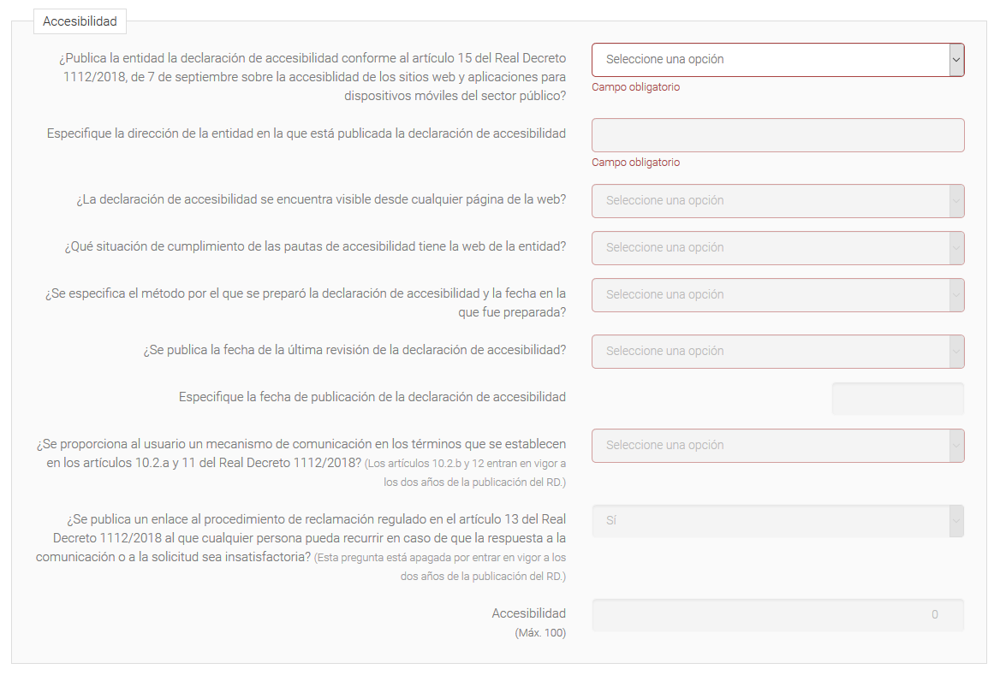 Accesibilidad
¿Publica la entidad la declaración de accesibilidad conforme al artículo 15 del Real Decreto
1112/2018, de 7 de septiembre sobre la accesiblidad de los sitios web y aplicaciones para
dispositivos móviles del sector público?
Seleccione una opción
Campo obligatorio
Especifique la dirección de la entidad en la que está publicada la declaración de accesibilidad
Campo obligatorio
¿La declaración de accesibilidad se encuentra visible desde cualquier página de la web?
Seleccione una opción
¿Qué situación de cumplimiento de las pautas de accesibilidad tiene la web de la entidad?
Seleccione una opción
¿Se especifica el método por el que se preparó la declaración de accesibilidad y la fecha en la
que fue preparada?
Seleccione una opción
¿Se publica la fecha de la última revisión de la declaración de accesibilidad?
Seleccione una opción
Especifique la fecha de publicación de la declaración de accesibilidad
¿Se proporciona al usuario un mecanismo de comunicación en los términos que se establecen
en los artículos 10.2.a y 11 del Real Decreto 1112/2018? (Los artículos 10.2.b y 12 entran en vigor a
los dos años de la publicación del RD.)
Seleccione una opción
¿Se publica un enlace al procedimiento de reclamación regulado en el artículo 13 del Real
Decreto 1112/2018 al que cualquier persona pueda recurrir en caso de que la respuesta a la
comunicación o a la solicitud sea insatisfactoria? (Esta pregunta está apagada por entrar en vigor a los
dos años de la publicación del RD.)
Sí
Accesibilidad
(Máx. 100)
0